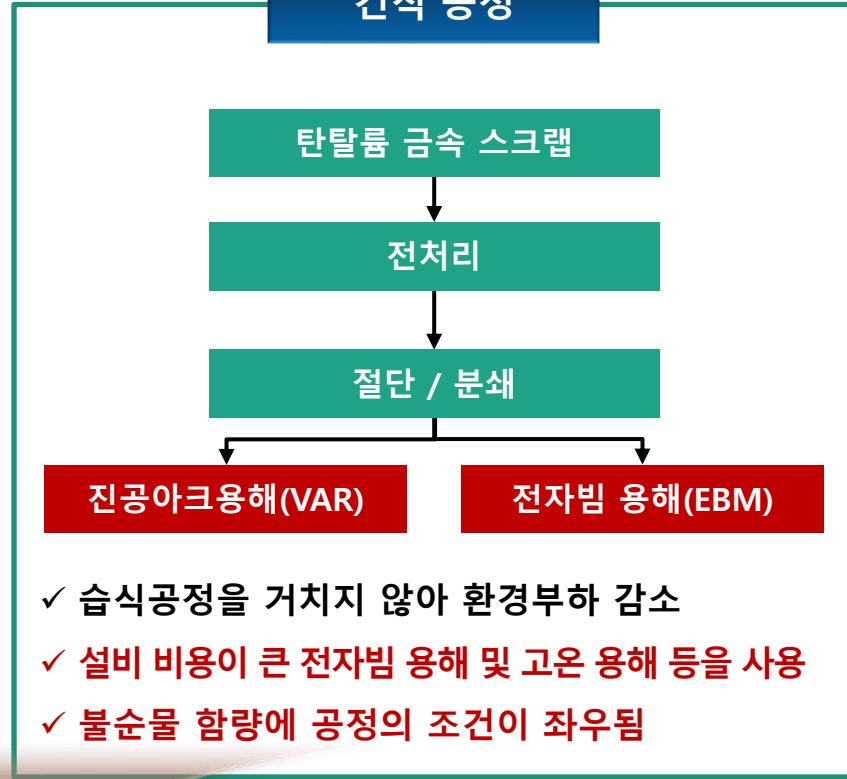 건식 공정
탄탈륨 금속 스크랩
전처리
절단 / 분쇄
진공아크용해(VAR)
전자빔 용해(EBM)
✓ 습식공정을 거치지 않아 환경부하 감소
✓ 설비 비용이 큰 전자빔 용해 및 고온 용해 등을 사용
✓ 불순물 함량에 공정의 조건이 좌우됨